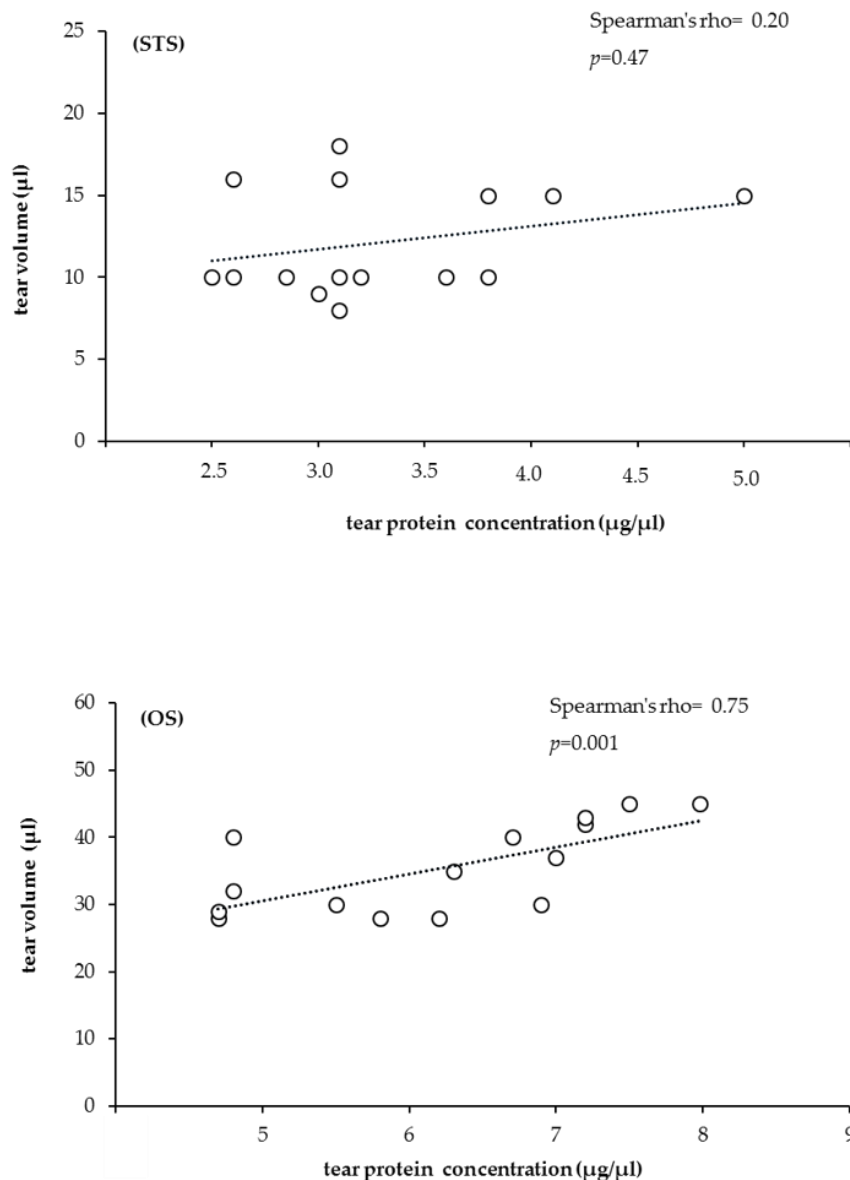 Spearman's rho= 0.20
p=0.47
(STS)
25
20
15
10
5
0
tear volume (µl)
2.5 3.0 3.5 4.0 4.5 5.0
tear protein concentration (µg/µl)
Spearman's rho= 0.75
p=0.001
(OS)
60
50
40
30
20
10
0
tear volume (µl)
5 6 7 8 9
tear protein concentration (µg/µl)